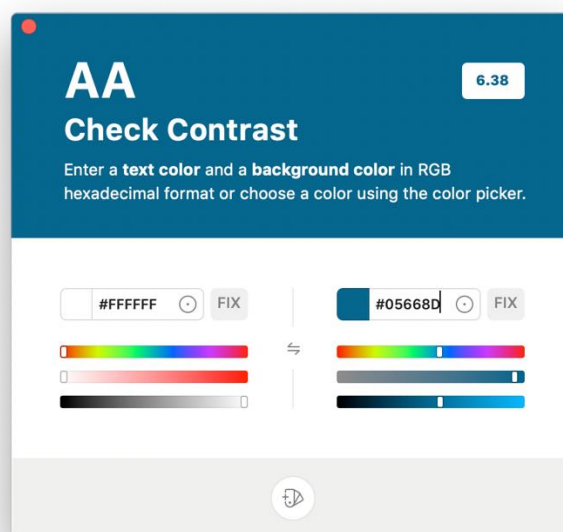 AA
6.38
Check Contrast
Enter a text color and a background color in RGB
hexadecimal format or choose a color using the color picker.
#FFFFFF
FIX
#05668D
FIX